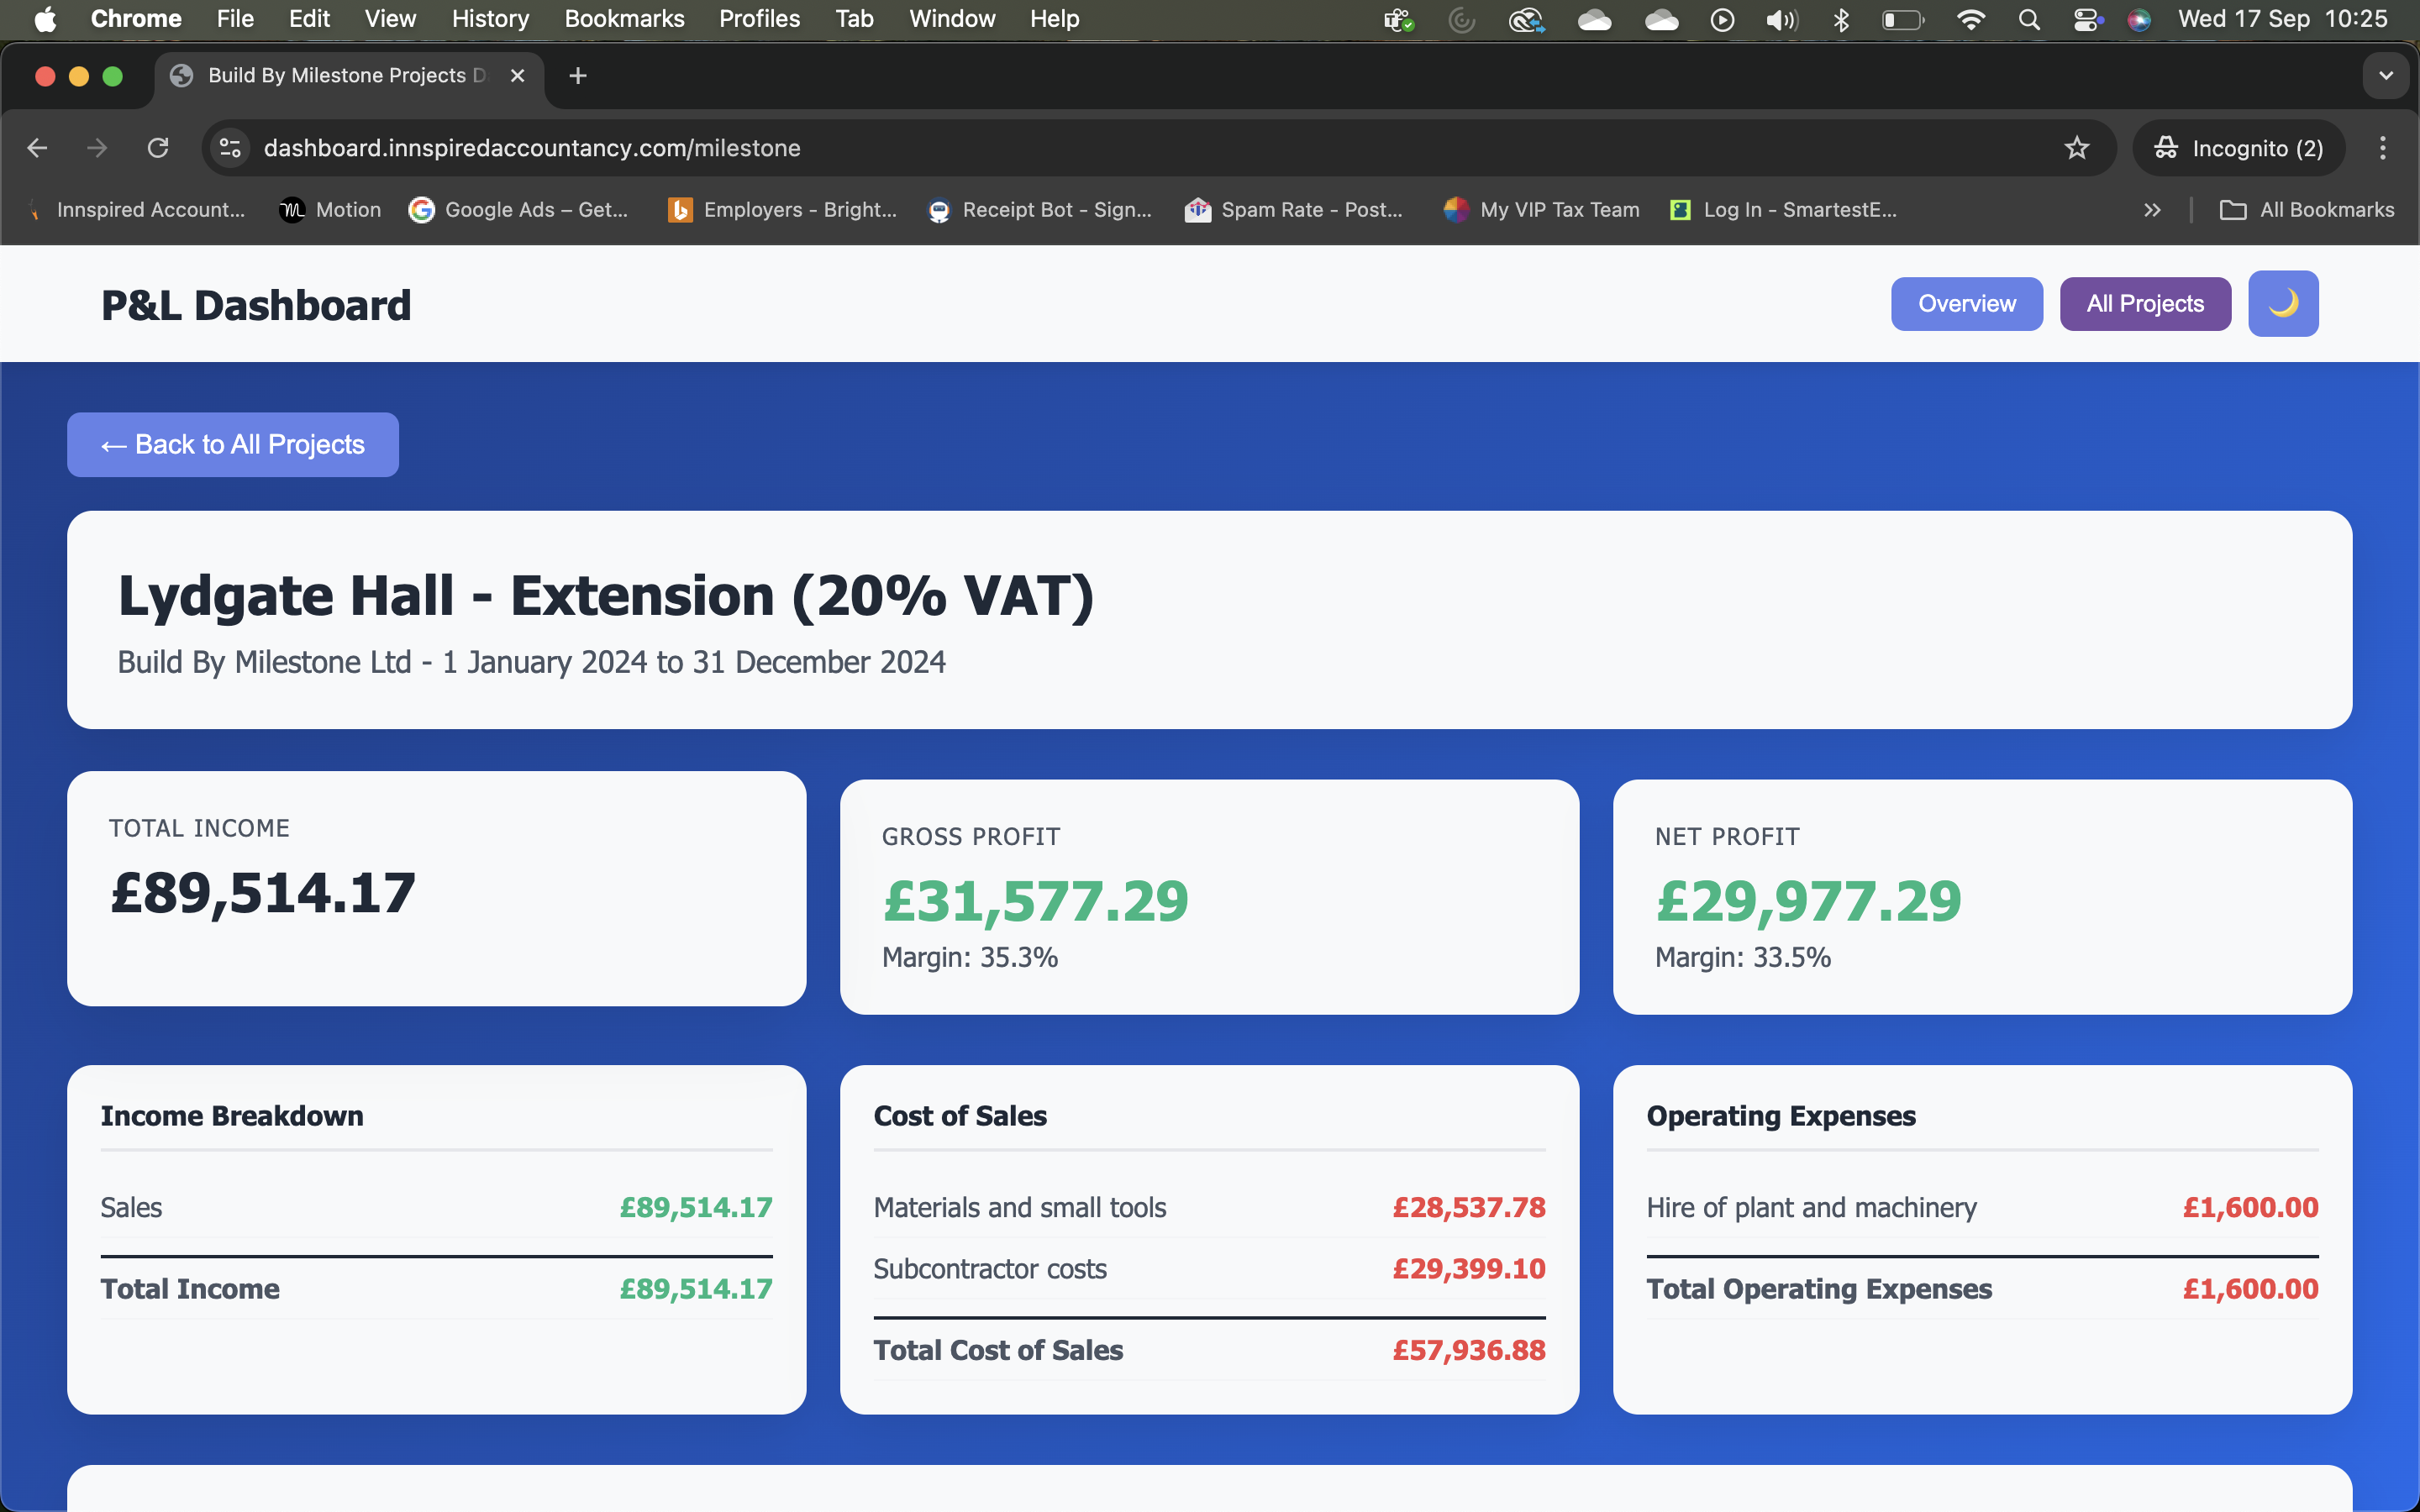 Chrome File Edit View History Bookmarks Profiles Tab Window Help Wed 17 Sep 10:25
Build By Milestone Projects D
dashboard.innspiredaccountancy.com/milestone Incognito (2)
Innspired Account... Motion Google Ads – Get... Employers - Bright... Receipt Bot - Sign... Spam Rate - Post... My VIP Tax Team Log In - SmartestE... All Bookmarks
P&L Dashboard Overview All Projects
← Back to All Projects
Lydgate Hall - Extension (20% VAT)
Build By Milestone Ltd - 1 January 2024 to 31 December 2024
TOTAL INCOME
£89,514.17
GROSS PROFIT
£31,577.29
Margin: 35.3%
NET PROFIT
£29,977.29
Margin: 33.5%
Income Breakdown
Sales £89,514.17
Total Income £89,514.17
Cost of Sales
Materials and small tools £28,537.78
Subcontractor costs £29,399.10
Total Cost of Sales £57,936.88
Operating Expenses
Hire of plant and machinery £1,600.00
Total Operating Expenses £1,600.00